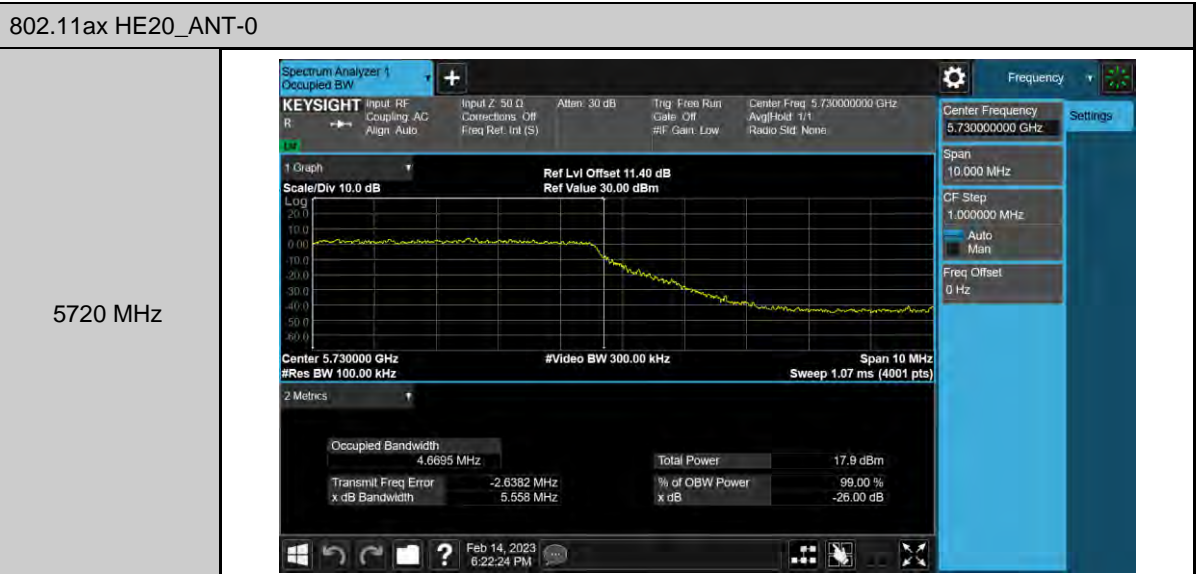 802.11ax HE20_ANT-0
5720 MHz
Spectrum Analyzer 1
Occupied BW
Frequency
KEYSIGHT
R
Input: RF
Coupling: AC
Align: Auto
Input Z: 50 Ω
Corrections: Off
Freq Ref: Int (S)
Atten: 30 dB
Trig: Free Run
Gate: Off
#IF Gain: Low
Center Freq: 5.730000000 GHz
Avg|Hold: 1/1
Radio Std: None
Center Frequency
5.730000000 GHz
Settings
Span
10.000 MHz
CF Step
1.000000 MHz
Auto
Man
Freq Offset
0 Hz
1 Graph
Scale/Div 10.0 dB
Ref Lvl Offset 11.40 dB
Ref Value 30.00 dBm
Log
20.0
10.0
0.00
-10.0
-20.0
-30.0
-40.0
-50.0
-60.0
Center 5.730000 GHz
#Video BW 300.00 kHz
Span 10 MHz
#Res BW 100.00 kHz
Sweep 1.07 ms (4001 pts)
2 Metrics
Occupied Bandwidth
4.6695 MHz
Total Power 17.9 dBm
Transmit Freq Error -2.6382 MHz
% of OBW Power 99.00 %
x dB Bandwidth 5.558 MHz
x dB -26.00 dB
Feb 14, 2023
6:22:24 PM